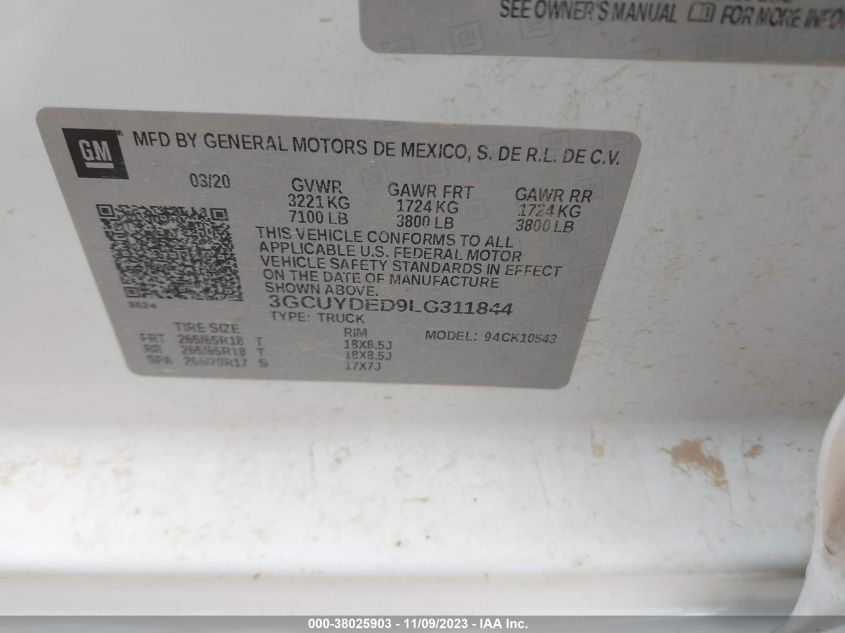 SEE OWNER'S MANUAL FOR MORE INFOR
GM
MFD BY GENERAL MOTORS DE MEXICO, S. DE R.L. DE C.V.
03/20 GVWR GAWR FRT GAWR RR
3221 KG 1724 KG 1724 KG
7100 LB 3800 LB 3800 LB
THIS VEHICLE CONFORMS TO ALL
APPLICABLE U.S. FEDERAL MOTOR
VEHICLE SAFETY STANDARDS IN EFFECT
ON THE DATE OF MANUFACTURE
SHOWN ABOVE.
8624
3GCUYDED9LG311844
TYPE: TRUCK
MODEL: 94CK10543
TIRE SIZE RIM
FRT 265/65R18 T 18X8.5J
RR 265/65R18 T 18X8.5J
SPA 265/70R17 S 17X7J
000-38025903 - 11/09/2023 - IAA Inc.